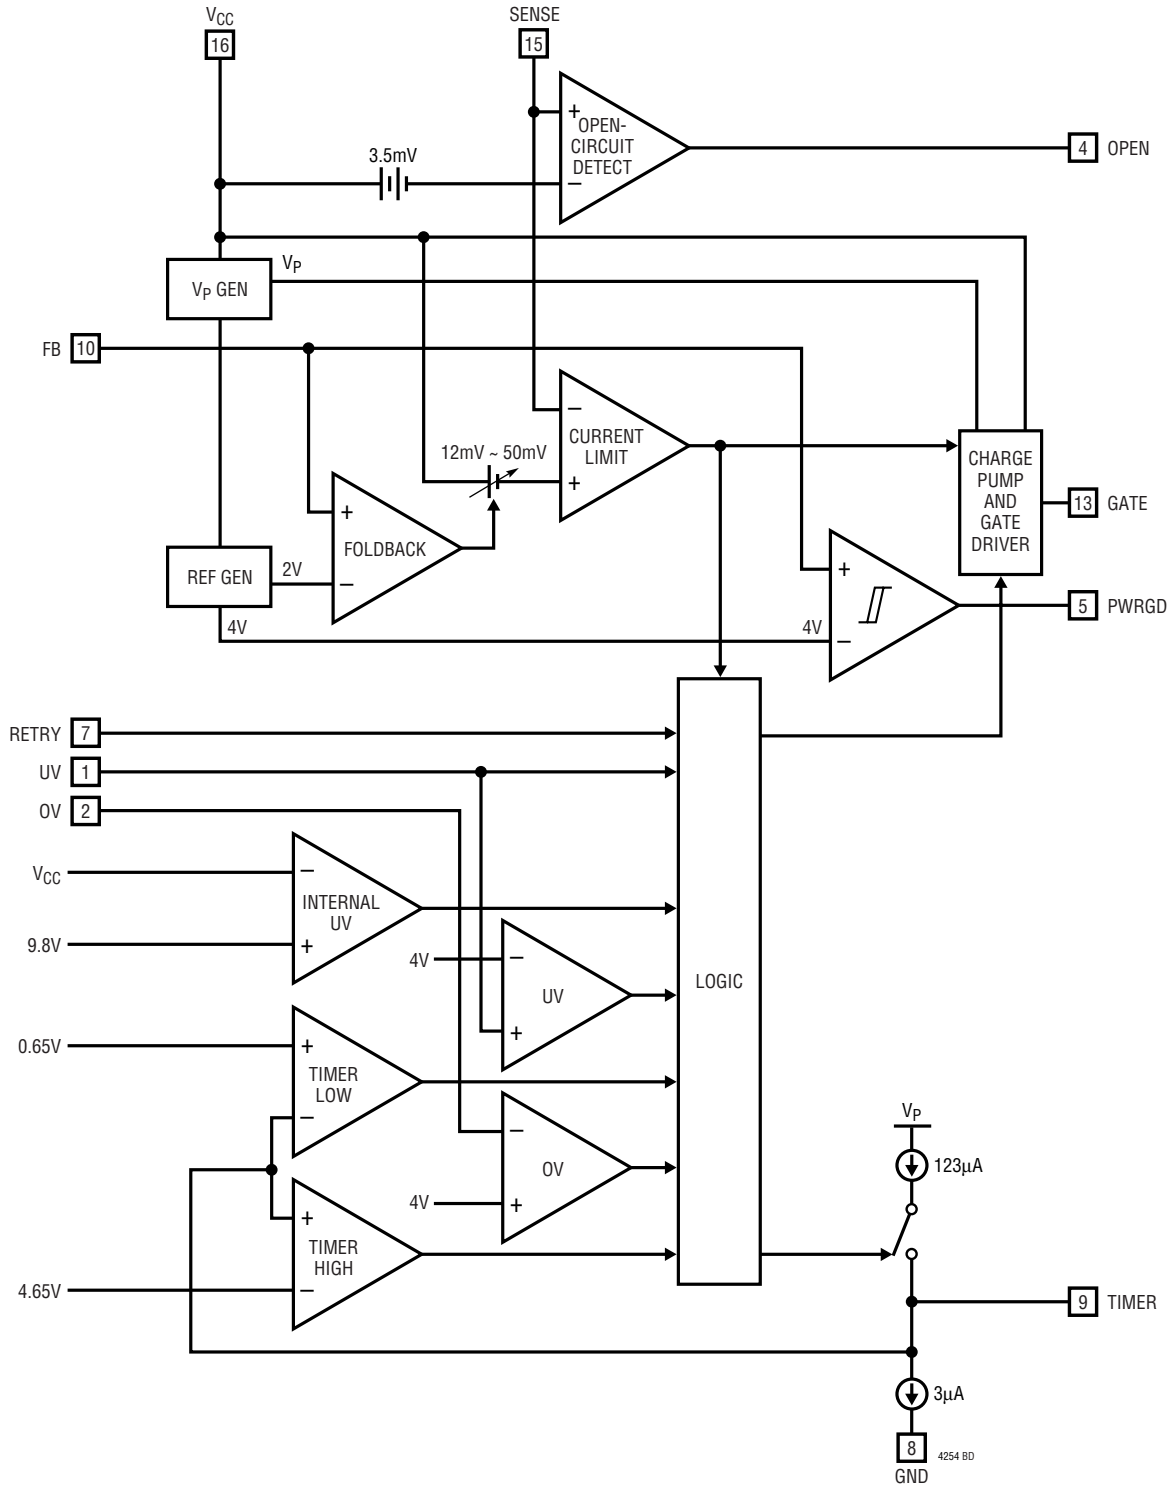 VCC
16
SENSE
15
+
OPEN-
CIRCUIT
DETECT
−
3.5mV
4 OPEN
VP
VP GEN
FB 10
−
CURRENT
LIMIT
+
12mV ~ 50mV
CHARGE
PUMP
AND
GATE
DRIVER
13 GATE
+
FOLDBACK
−
REF GEN
2V
4V
4V
+
−
5 PWRGD
RETRY 7
UV 1
OV 2
VCC
−
INTERNAL
UV
+
9.8V
4V
−
UV
+
LOGIC
0.65V
+
TIMER
LOW
−
−
OV
+
4V
+
TIMER
HIGH
−
4.65V
VP
123µA
9 TIMER
3µA
8
GND
4254 BD